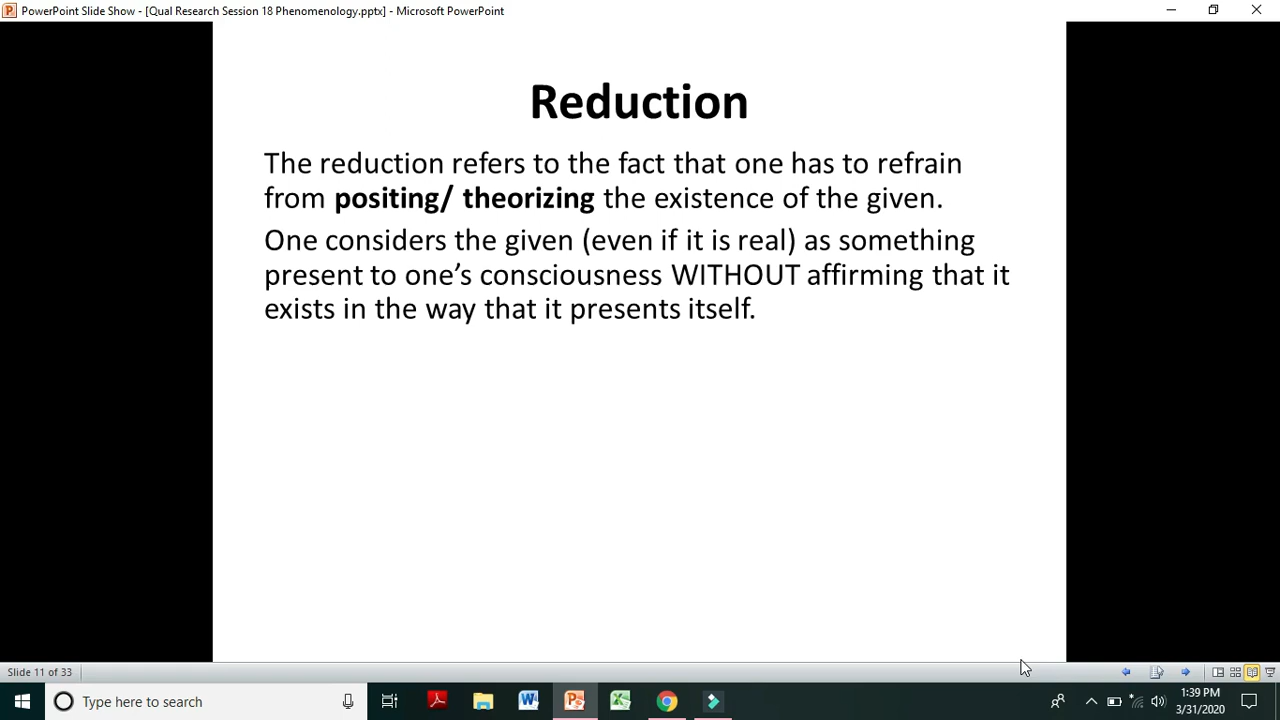 PowerPoint Slide Show - [Qual Research Session 18 Phenomenology.pptx] - Microsoft PowerPoint
Reduction
The reduction refers to the fact that one has to refrain
from positing/ theorizing the existence of the given.
One considers the given (even if it is real) as something
present to one’s consciousness WITHOUT affirming that it
exists in the way that it presents itself.
Slide 11 of 33
Type here to search
1:39 PM
3/31/2020